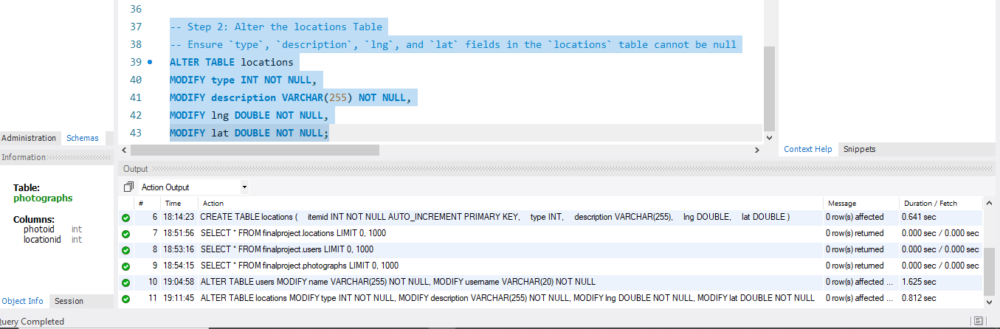 36
37 -- Step 2: Alter the locations Table
38 -- Ensure `type`, `description`, `lng`, and `lat` fields in the `locations` table cannot be null
39 ALTER TABLE locations
40 MODIFY type INT NOT NULL,
41 MODIFY description VARCHAR(255) NOT NULL,
42 MODIFY lng DOUBLE NOT NULL,
43 MODIFY lat DOUBLE NOT NULL;
Administration Schemas
Information
Table:
photographs
Columns:
photoid int
locationid int
Object Info Session
Context Help Snippets
Output
Action Output
# Time Action Message Duration / Fetch
6 18:14:23 CREATE TABLE locations ( itemid INT NOT NULL AUTO_INCREMENT PRIMARY KEY, type INT, description VARCHAR(255), lng DOUBLE, lat DOUBLE ) 0 row(s) affected 0.641 sec
7 18:51:56 SELECT * FROM finalproject.locations LIMIT 0, 1000 0 row(s) returned 0.000 sec / 0.000 sec
8 18:53:16 SELECT * FROM finalproject.users LIMIT 0, 1000 0 row(s) returned 0.000 sec / 0.000 sec
9 18:54:15 SELECT * FROM finalproject.photographs LIMIT 0, 1000 0 row(s) returned 0.000 sec / 0.000 sec
10 19:04:58 ALTER TABLE users MODIFY name VARCHAR(255) NOT NULL, MODIFY username VARCHAR(20) NOT NULL 0 row(s) affected ... 1.625 sec
11 19:11:45 ALTER TABLE locations MODIFY type INT NOT NULL, MODIFY description VARCHAR(255) NOT NULL, MODIFY lng DOUBLE NOT NULL, MODIFY lat DOUBLE NOT NULL 0 row(s) affected ... 0.812 sec
Query Completed